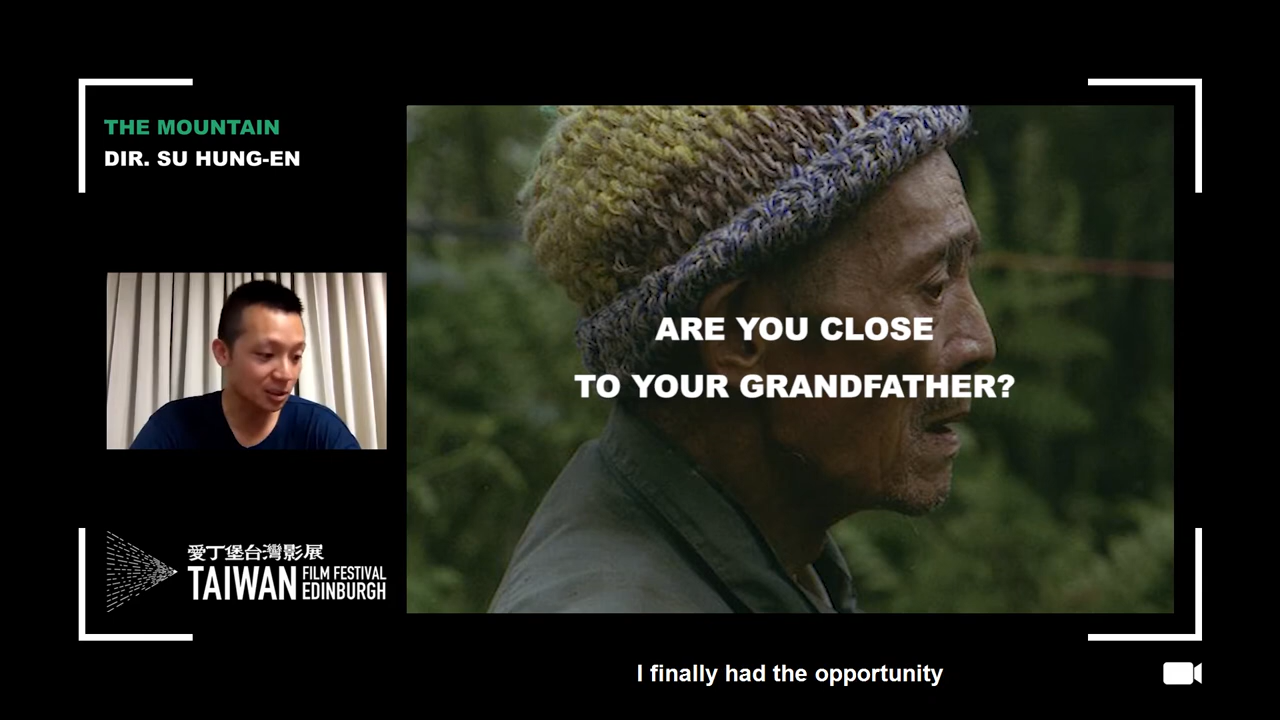 THE MOUNTAIN
DIR. SU HUNG-EN
ARE YOU CLOSE
TO YOUR GRANDFATHER?
愛丁堡台灣影展
TAIWAN FILM FESTIVAL
EDINBURGH
I finally had the opportunity